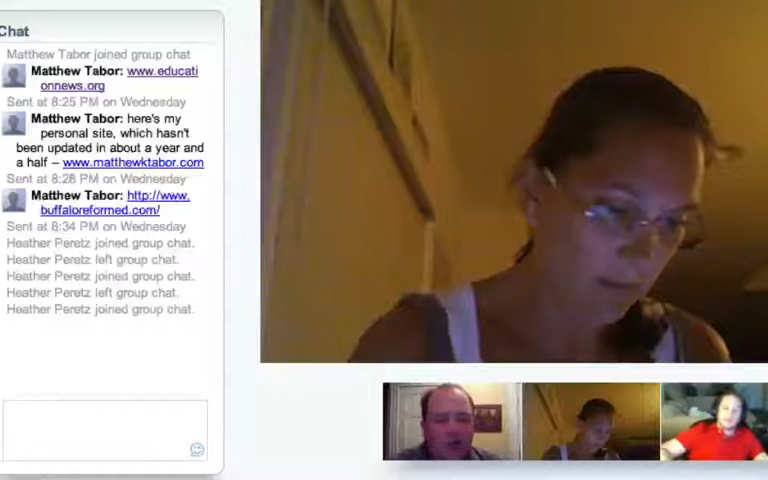 Chat
Matthew Tabor joined group chat
Matthew Tabor: www.educati
onnews.org
Sent at 8:25 PM on Wednesday
Matthew Tabor: here's my
personal site, which hasn't
been updated in about a year and
a half – www.matthewktabor.com
Sent at 8:28 PM on Wednesday
Matthew Tabor: http://www.
buffaloreformed.com/
Sent at 8:34 PM on Wednesday
Heather Peretz joined group chat.
Heather Peretz left group chat.
Heather Peretz joined group chat.
Heather Peretz left group chat.
Heather Peretz joined group chat.